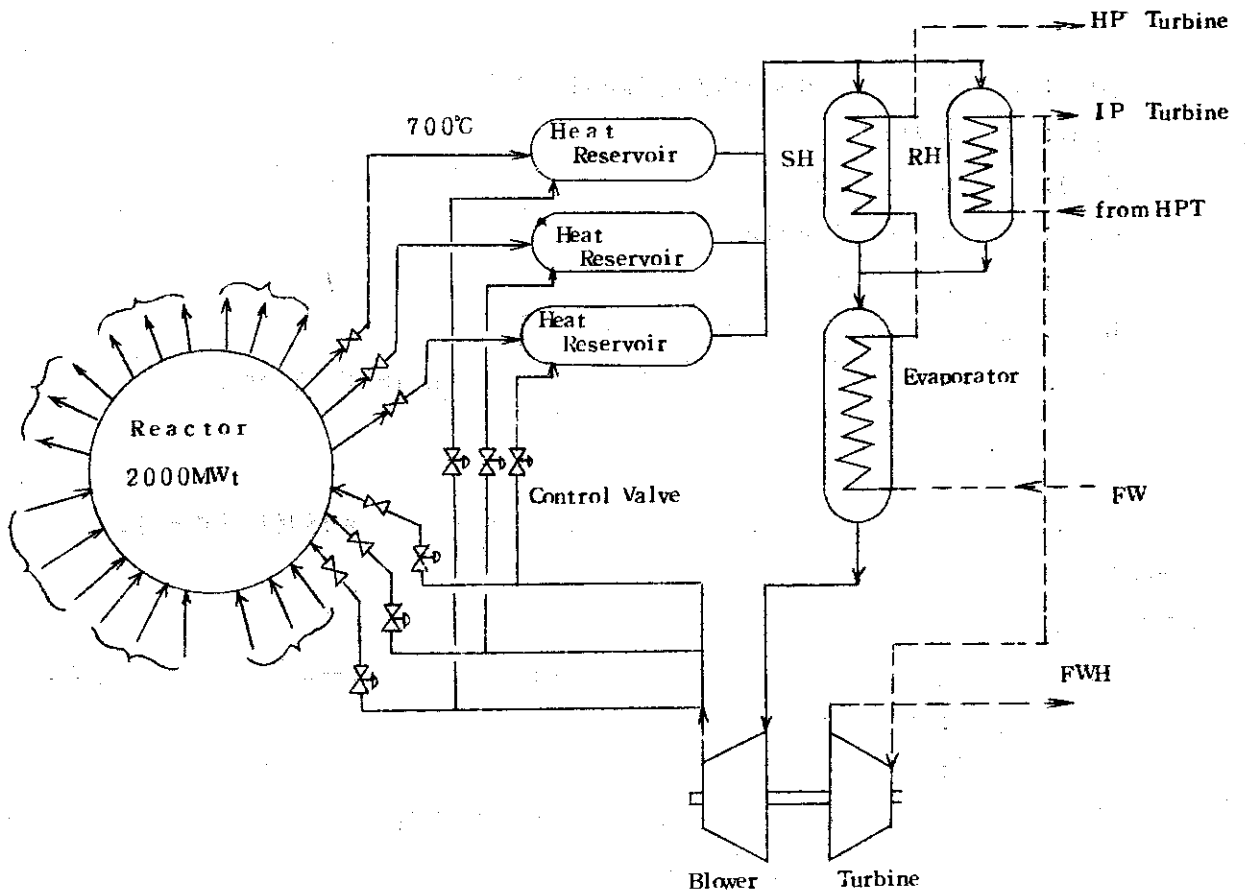 HP Turbine
700℃
Heat
Reservoir
SH
RH
IP Turbine
from HPT
Heat
Reservoir
Heat
Reservoir
Evaporator
Reactor
2000MWt
Control Valve
FW
FWH
Blower
Turbine